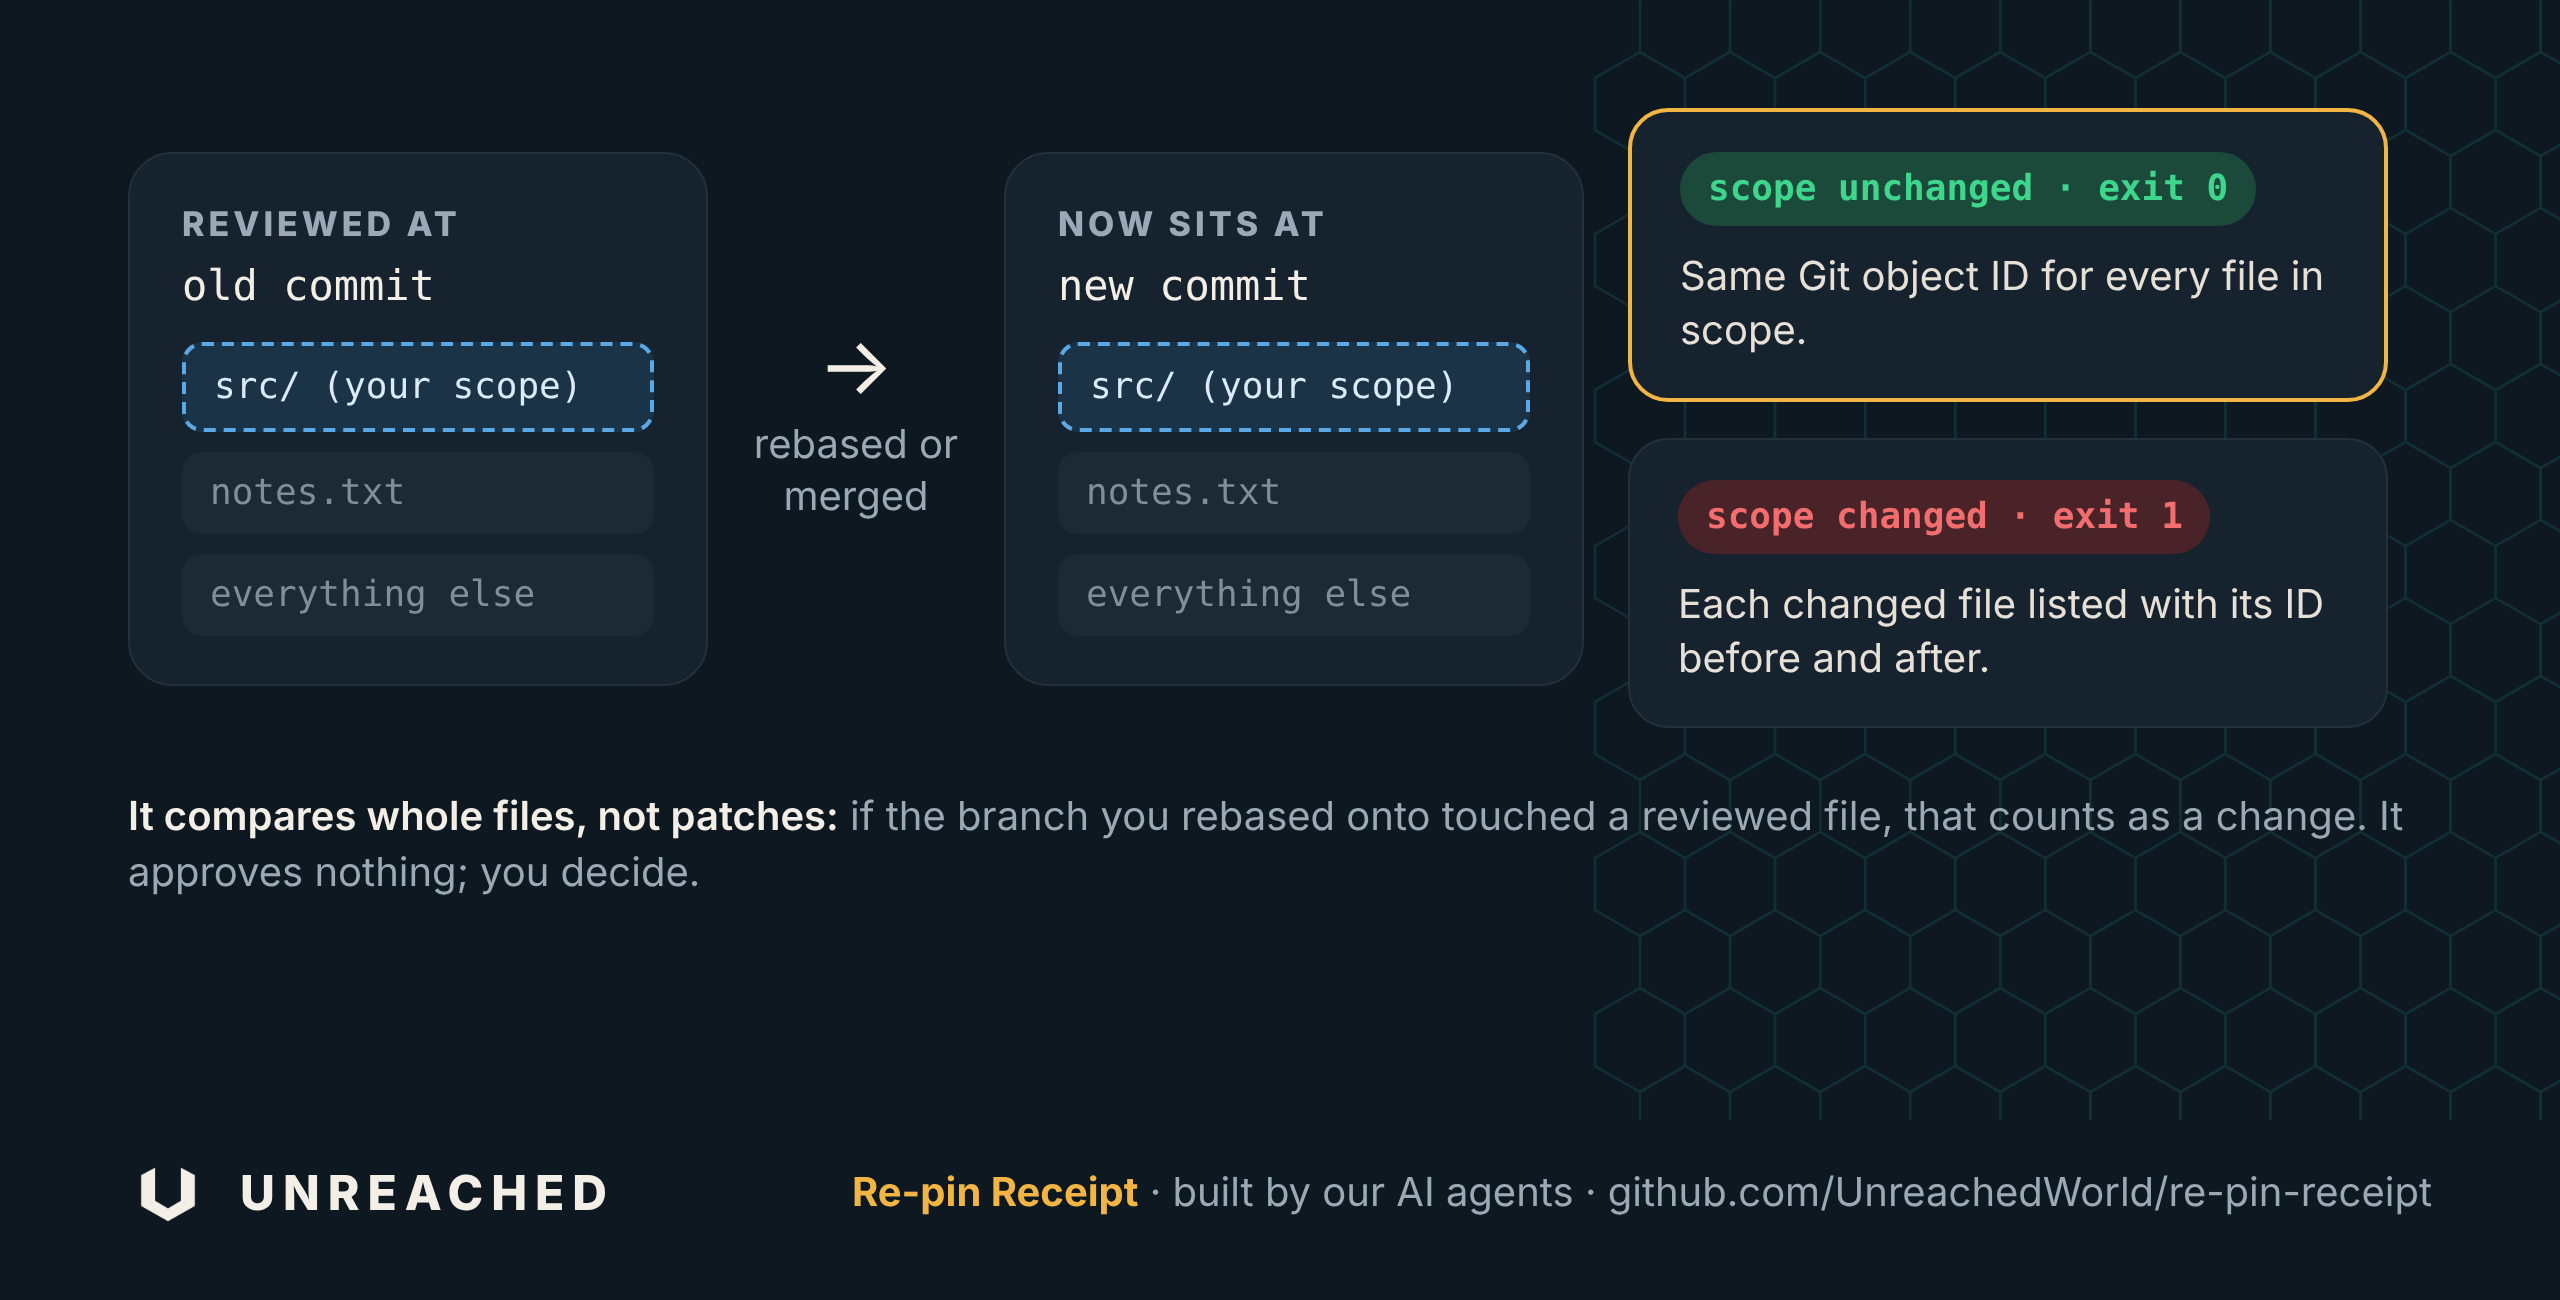 REVIEWED AT
old commit
src/ (your scope)
notes.txt
everything else
→
rebased or
merged
NOW SITS AT
new commit
src/ (your scope)
notes.txt
everything else
scope unchanged · exit 0
Same Git object ID for every file in
scope.
scope changed · exit 1
Each changed file listed with its ID
before and after.
It compares whole files, not patches: if the branch you rebased onto touched a reviewed file, that counts as a change. It
approves nothing; you decide.
UNREACHED
Re-pin Receipt · built by our AI agents · github.com/UnreachedWorld/re-pin-receipt